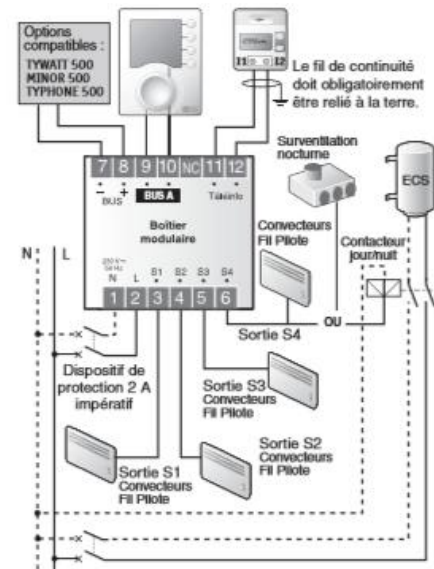 Options
compatibles :
TYWATT 500
MINOR 500
TYPHONE 500
I1 I2
Le fil de continuité
doit obligatoirement
être relié à la terre.
Surventilation
nocturne
ECS
7 8 9 10 NC 11 12
- + BUS A
BUS Téléinfo
Boîtier
modulaire
Convecteurs
Fil Pilote
Contacteur
jour/nuit
N L
230 V~
50 Hz
N L S1 S2 S3 S4
1 2 3 4 5 6
OU
Sortie S4
Dispositif de
protection 2 A
impératif
Sortie S3
Convecteurs
Fil Pilote
Sortie S1
Convecteurs
Fil Pilote
Sortie S2
Convecteurs
Fil Pilote